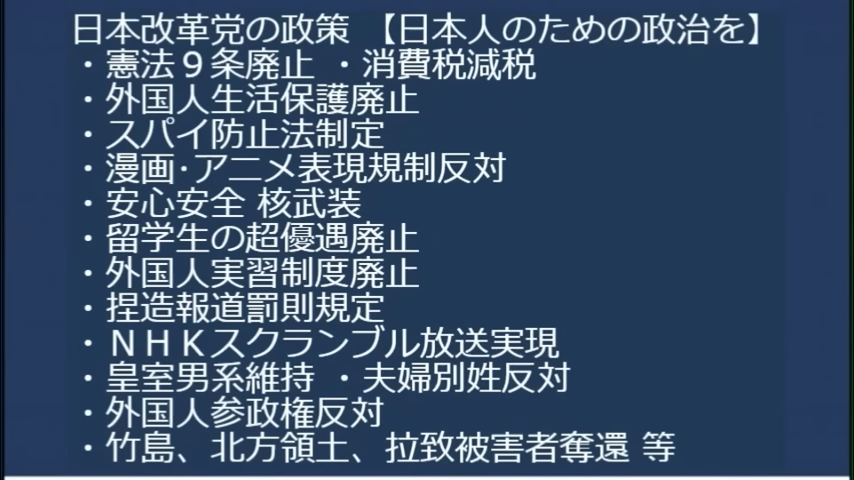 日本改革党の政策 【日本人のための政治を】
・憲法９条廃止 ・消費税減税
・外国人生活保護廃止
・スパイ防止法制定
・漫画･アニメ表現規制反対
・安心安全 核武装
・留学生の超優遇廃止
・外国人実習制度廃止
・捏造報道罰則規定
・ＮＨＫスクランブル放送実現
・皇室男系維持 ・夫婦別姓反対
・外国人参政権反対
・竹島、北方領土、拉致被害者奪還 等